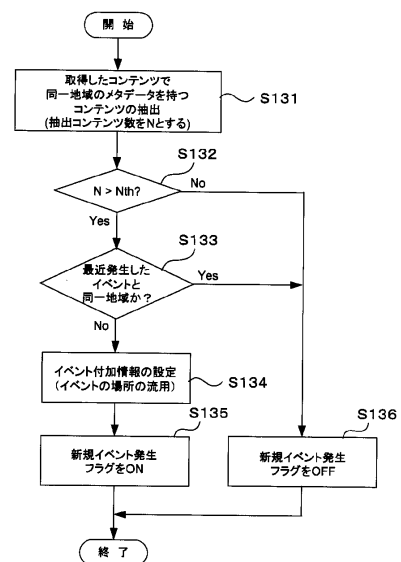 開 始
取得したコンテンツで
同一地域のメタデータを持つ
コンテンツの抽出
(抽出コンテンツ数をNとする)
S131
S132
N > Nth?
No
Yes
S133
最近発生した
イベントと
同一地域か？
Yes
No
イベント付加情報の設定
(イベントの場所の流用)
S134
S135
新規イベント発生
フラグをON
S136
新規イベント発生
フラグをOFF
終 了